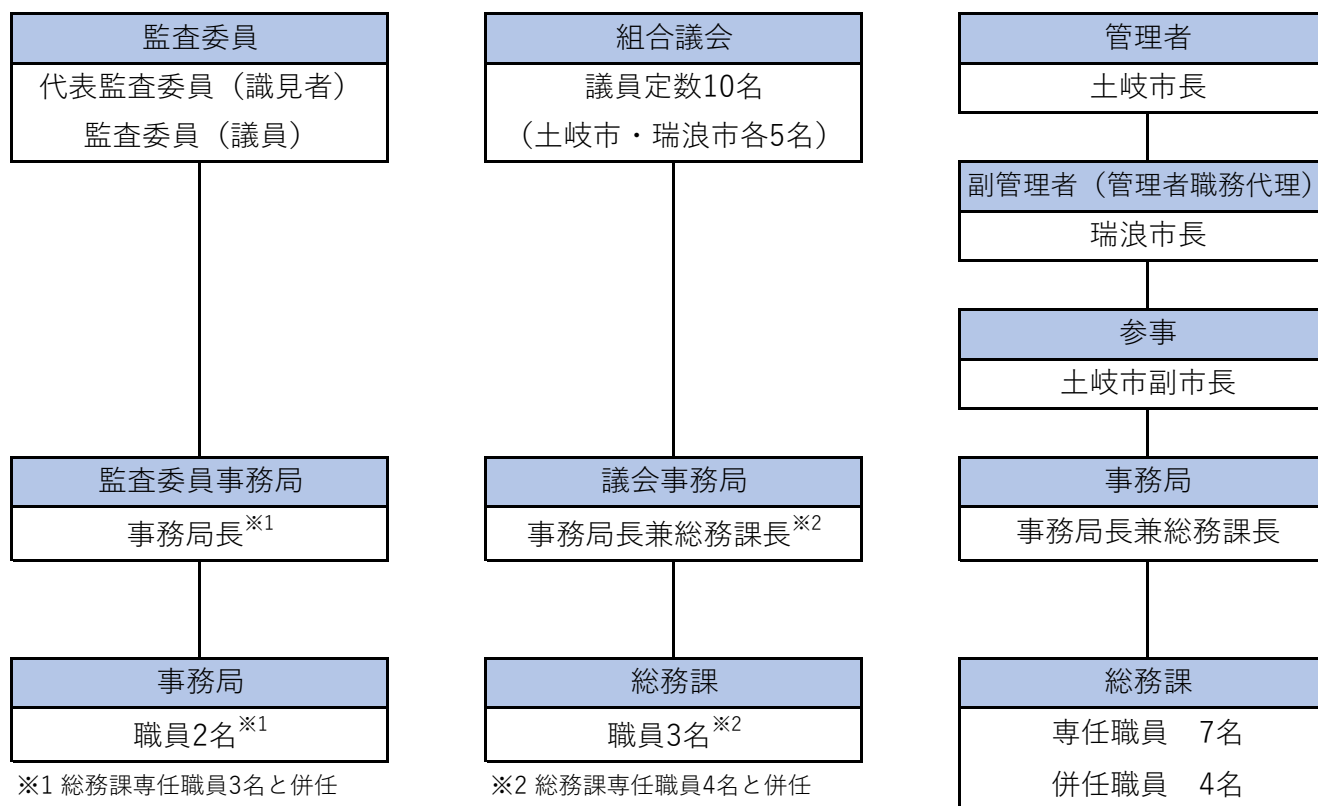 監査委員
代表監査委員（識見者）
監査委員（議員）
監査委員事務局
事務局長※1
事務局
職員2名※1
※1 総務課専任職員3名と併任
組合議会
議員定数10名
（土岐市・瑞浪市各5名）
議会事務局
事務局長兼総務課長※2
総務課
職員3名※2
※2 総務課専任職員4名と併任
管理者
土岐市長
副管理者（管理者職務代理）
瑞浪市長
参事
土岐市副市長
事務局
事務局長兼総務課長
総務課
専任職員　7名
併任職員　4名